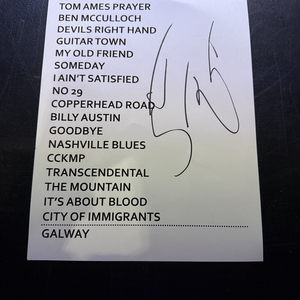 TOM AMES PRAYER
BEN MCCULLOCH
DEVILS RIGHT HAND
GUITAR TOWN
MY OLD FRIEND
SOMEDAY
I AIN'T SATISFIED
NO 29
COPPERHEAD ROAD
BILLY AUSTIN
GOODBYE
NASHVILLE BLUES
CCKMP
TRANSCENDENTAL
THE MOUNTAIN
IT'S ABOUT BLOOD
CITY OF IMMIGRANTS
GALWAY